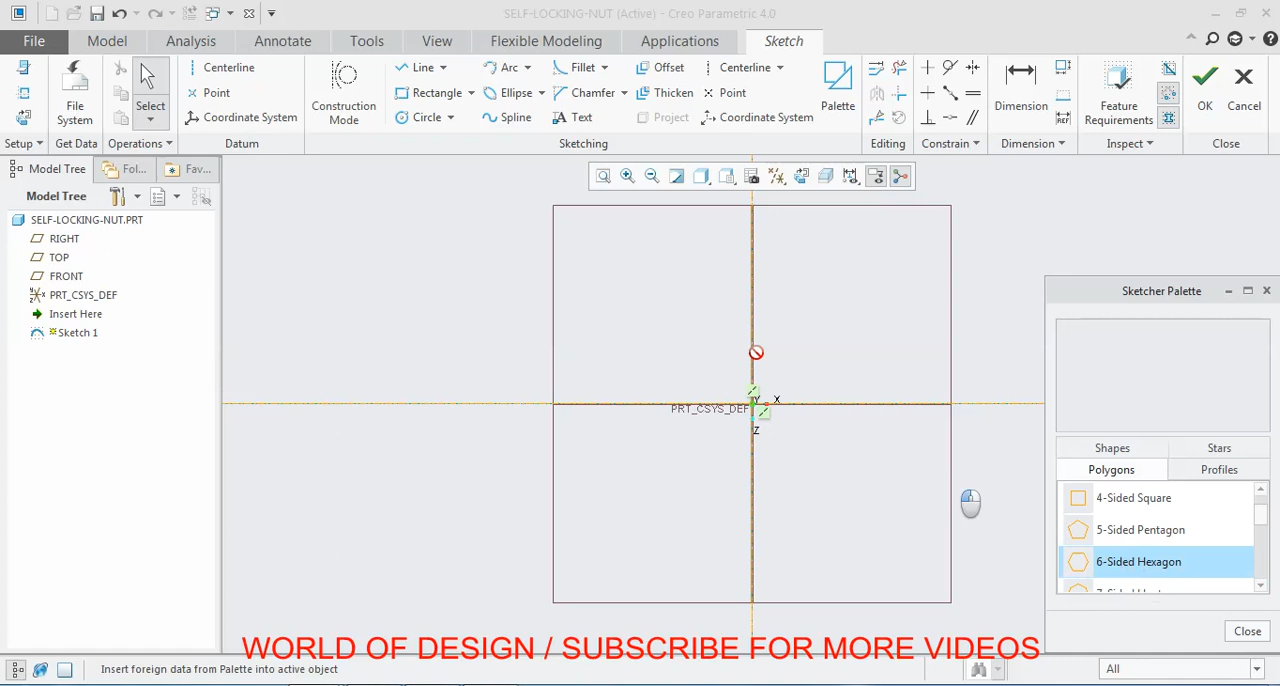 SELF-LOCKING-NUT (Active) - Creo Parametric 4.0
File Model Analysis Annotate Tools View Flexible Modeling Applications Sketch
File System
Select
Centerline
Point
Coordinate System
Construction Mode
Line Arc Fillet Offset Centerline
Rectangle Ellipse Chamfer Thicken Point
Circle Spline Text Project Coordinate System
Palette
Dimension
Feature Requirements
OK Cancel
Setup Get Data Operations Datum Sketching Editing Constrain Dimension Inspect Close
Model Tree Fol... Fav...
Model Tree
SELF-LOCKING-NUT.PRT
RIGHT
TOP
FRONT
PRT_CSYS_DEF
Insert Here
Sketch 1
Y X
PRT_CSYS_DEF
Z
Sketcher Palette
Shapes Stars
Polygons Profiles
4-Sided Square
5-Sided Pentagon
6-Sided Hexagon
Close
WORLD OF DESIGN / SUBSCRIBE FOR MORE VIDEOS
Insert foreign data from Palette into active object
All